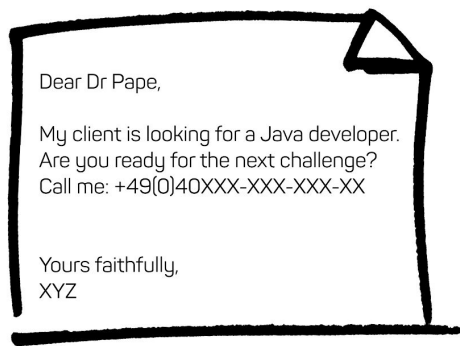 Dear Dr Pape,
My client is looking for a Java developer.
Are you ready for the next challenge?
Call me: +49(0)40XXX-XXX-XXX-XX
Yours faithfully,
XYZ